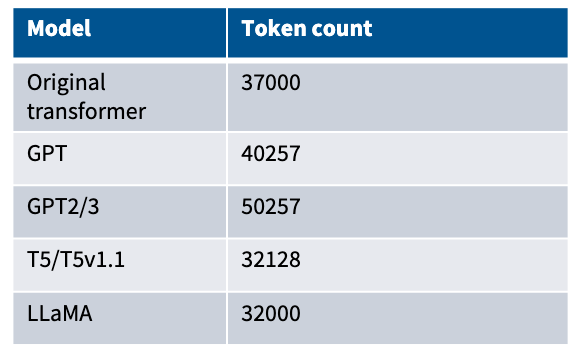 Model Token count
Original transformer 37000
GPT 40257
GPT2/3 50257
T5/T5v1.1 32128
LLaMA 32000